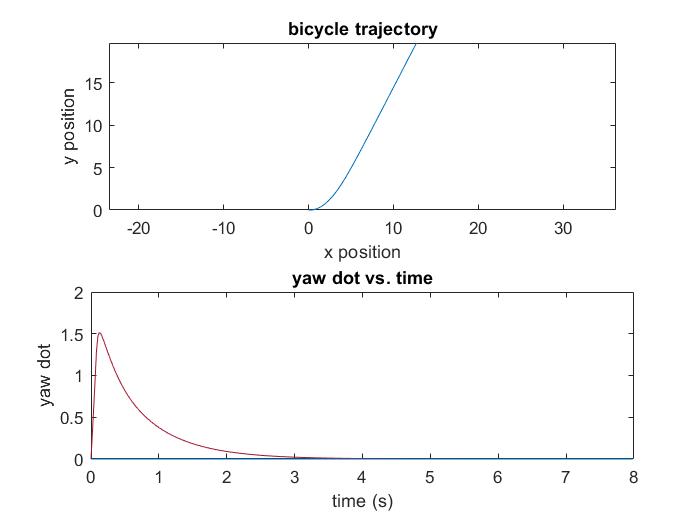 bicycle trajectory
15
10
5
0
y position
-20 -10 0 10 20 30
x position
yaw dot vs. time
2
1.5
1
0.5
0
yaw dot
0 1 2 3 4 5 6 7 8
time (s)